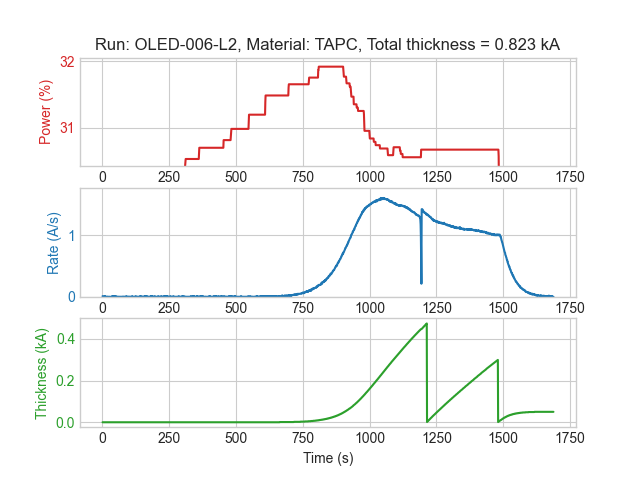 Run: OLED-006-L2, Material: TAPC, Total thickness = 0.823 kA
Power (%)
32
31
0 250 500 750 1000 1250 1500 1750
Rate (A/s)
1
0
0 250 500 750 1000 1250 1500 1750
Thickness (kA)
0.4
0.2
0.0
0 250 500 750 1000 1250 1500 1750
Time (s)